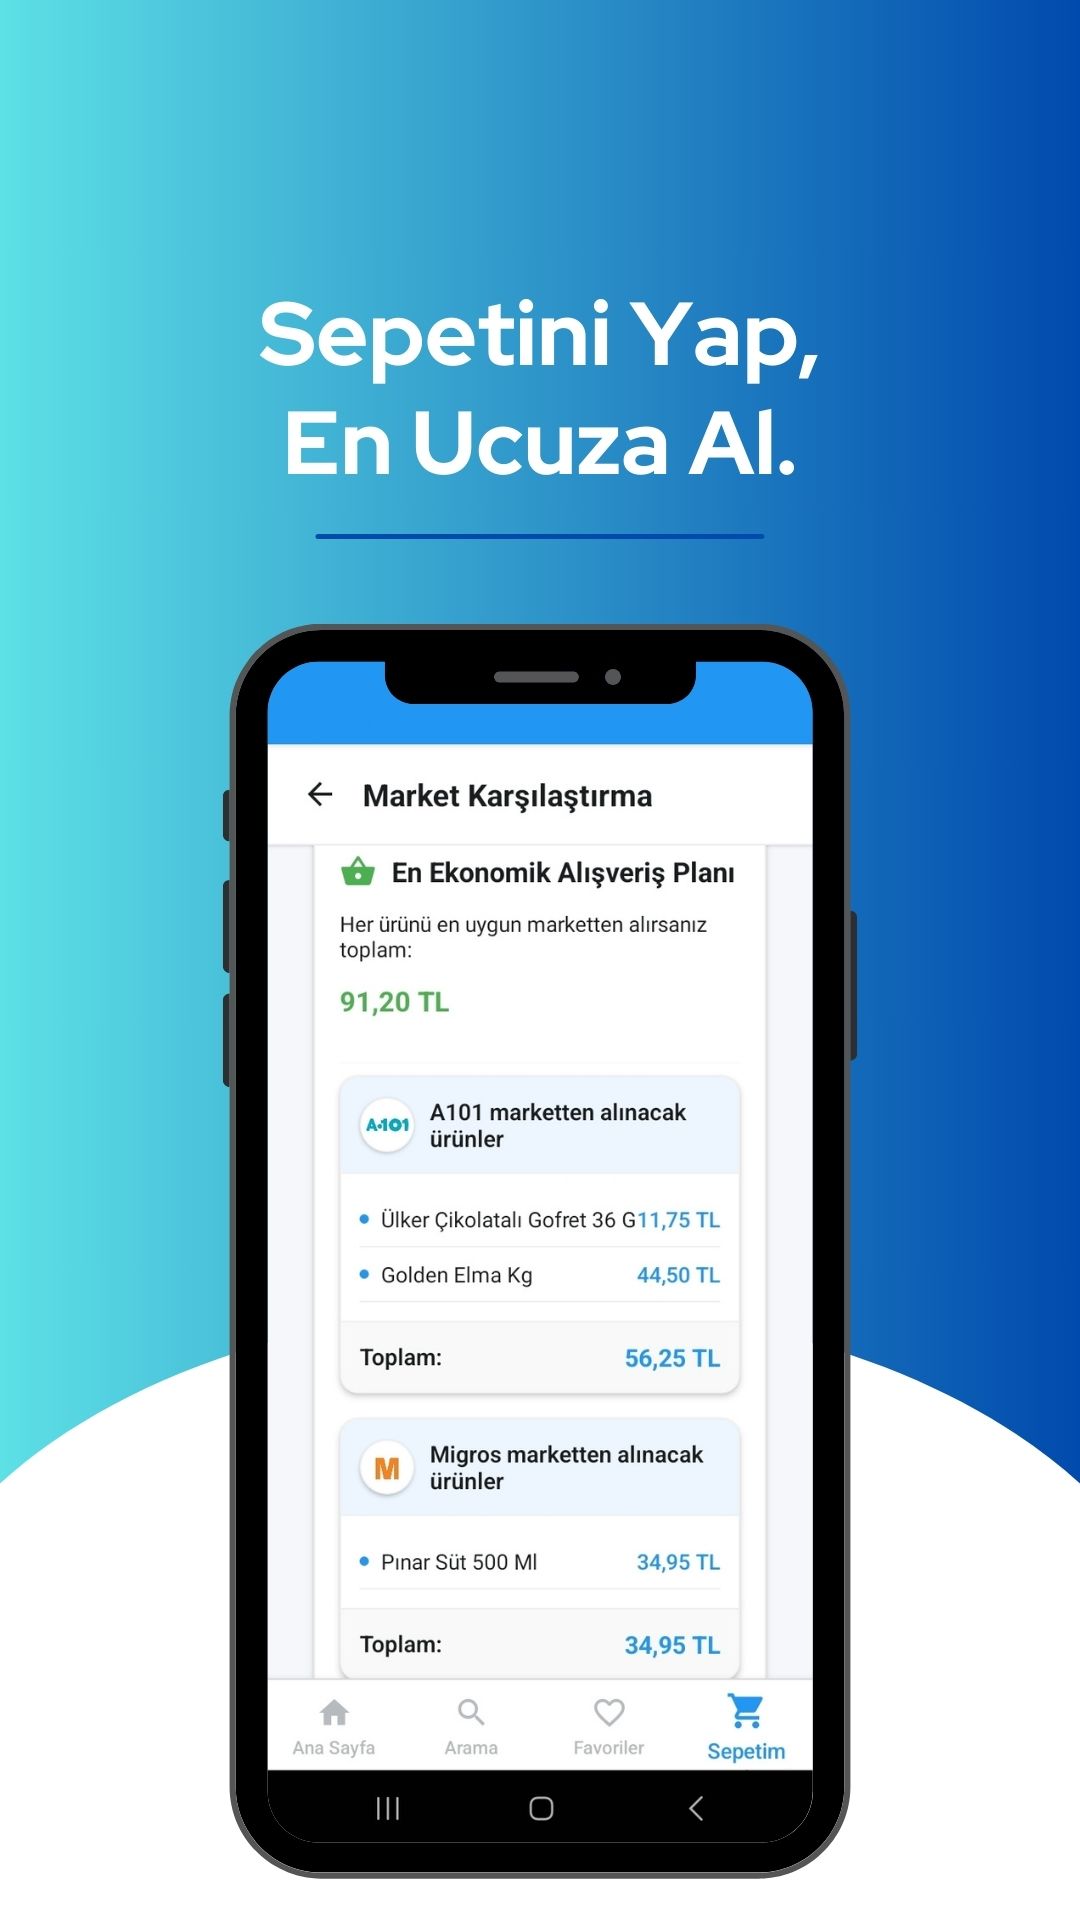 Sepetini Yap,
En Ucuza Al.
Market Karşılaştırma
En Ekonomik Alışveriş Planı
Her ürünü en uygun marketten alırsanız
toplam:
91,20 TL
A101
A101 marketten alınacak
ürünler
Ülker Çikolatalı Gofret 36 G 11,75 TL
Golden Elma Kg 44,50 TL
Toplam: 56,25 TL
M
Migros marketten alınacak
ürünler
Pınar Süt 500 Ml 34,95 TL
Toplam: 34,95 TL
Ana Sayfa Arama Favoriler Sepetim